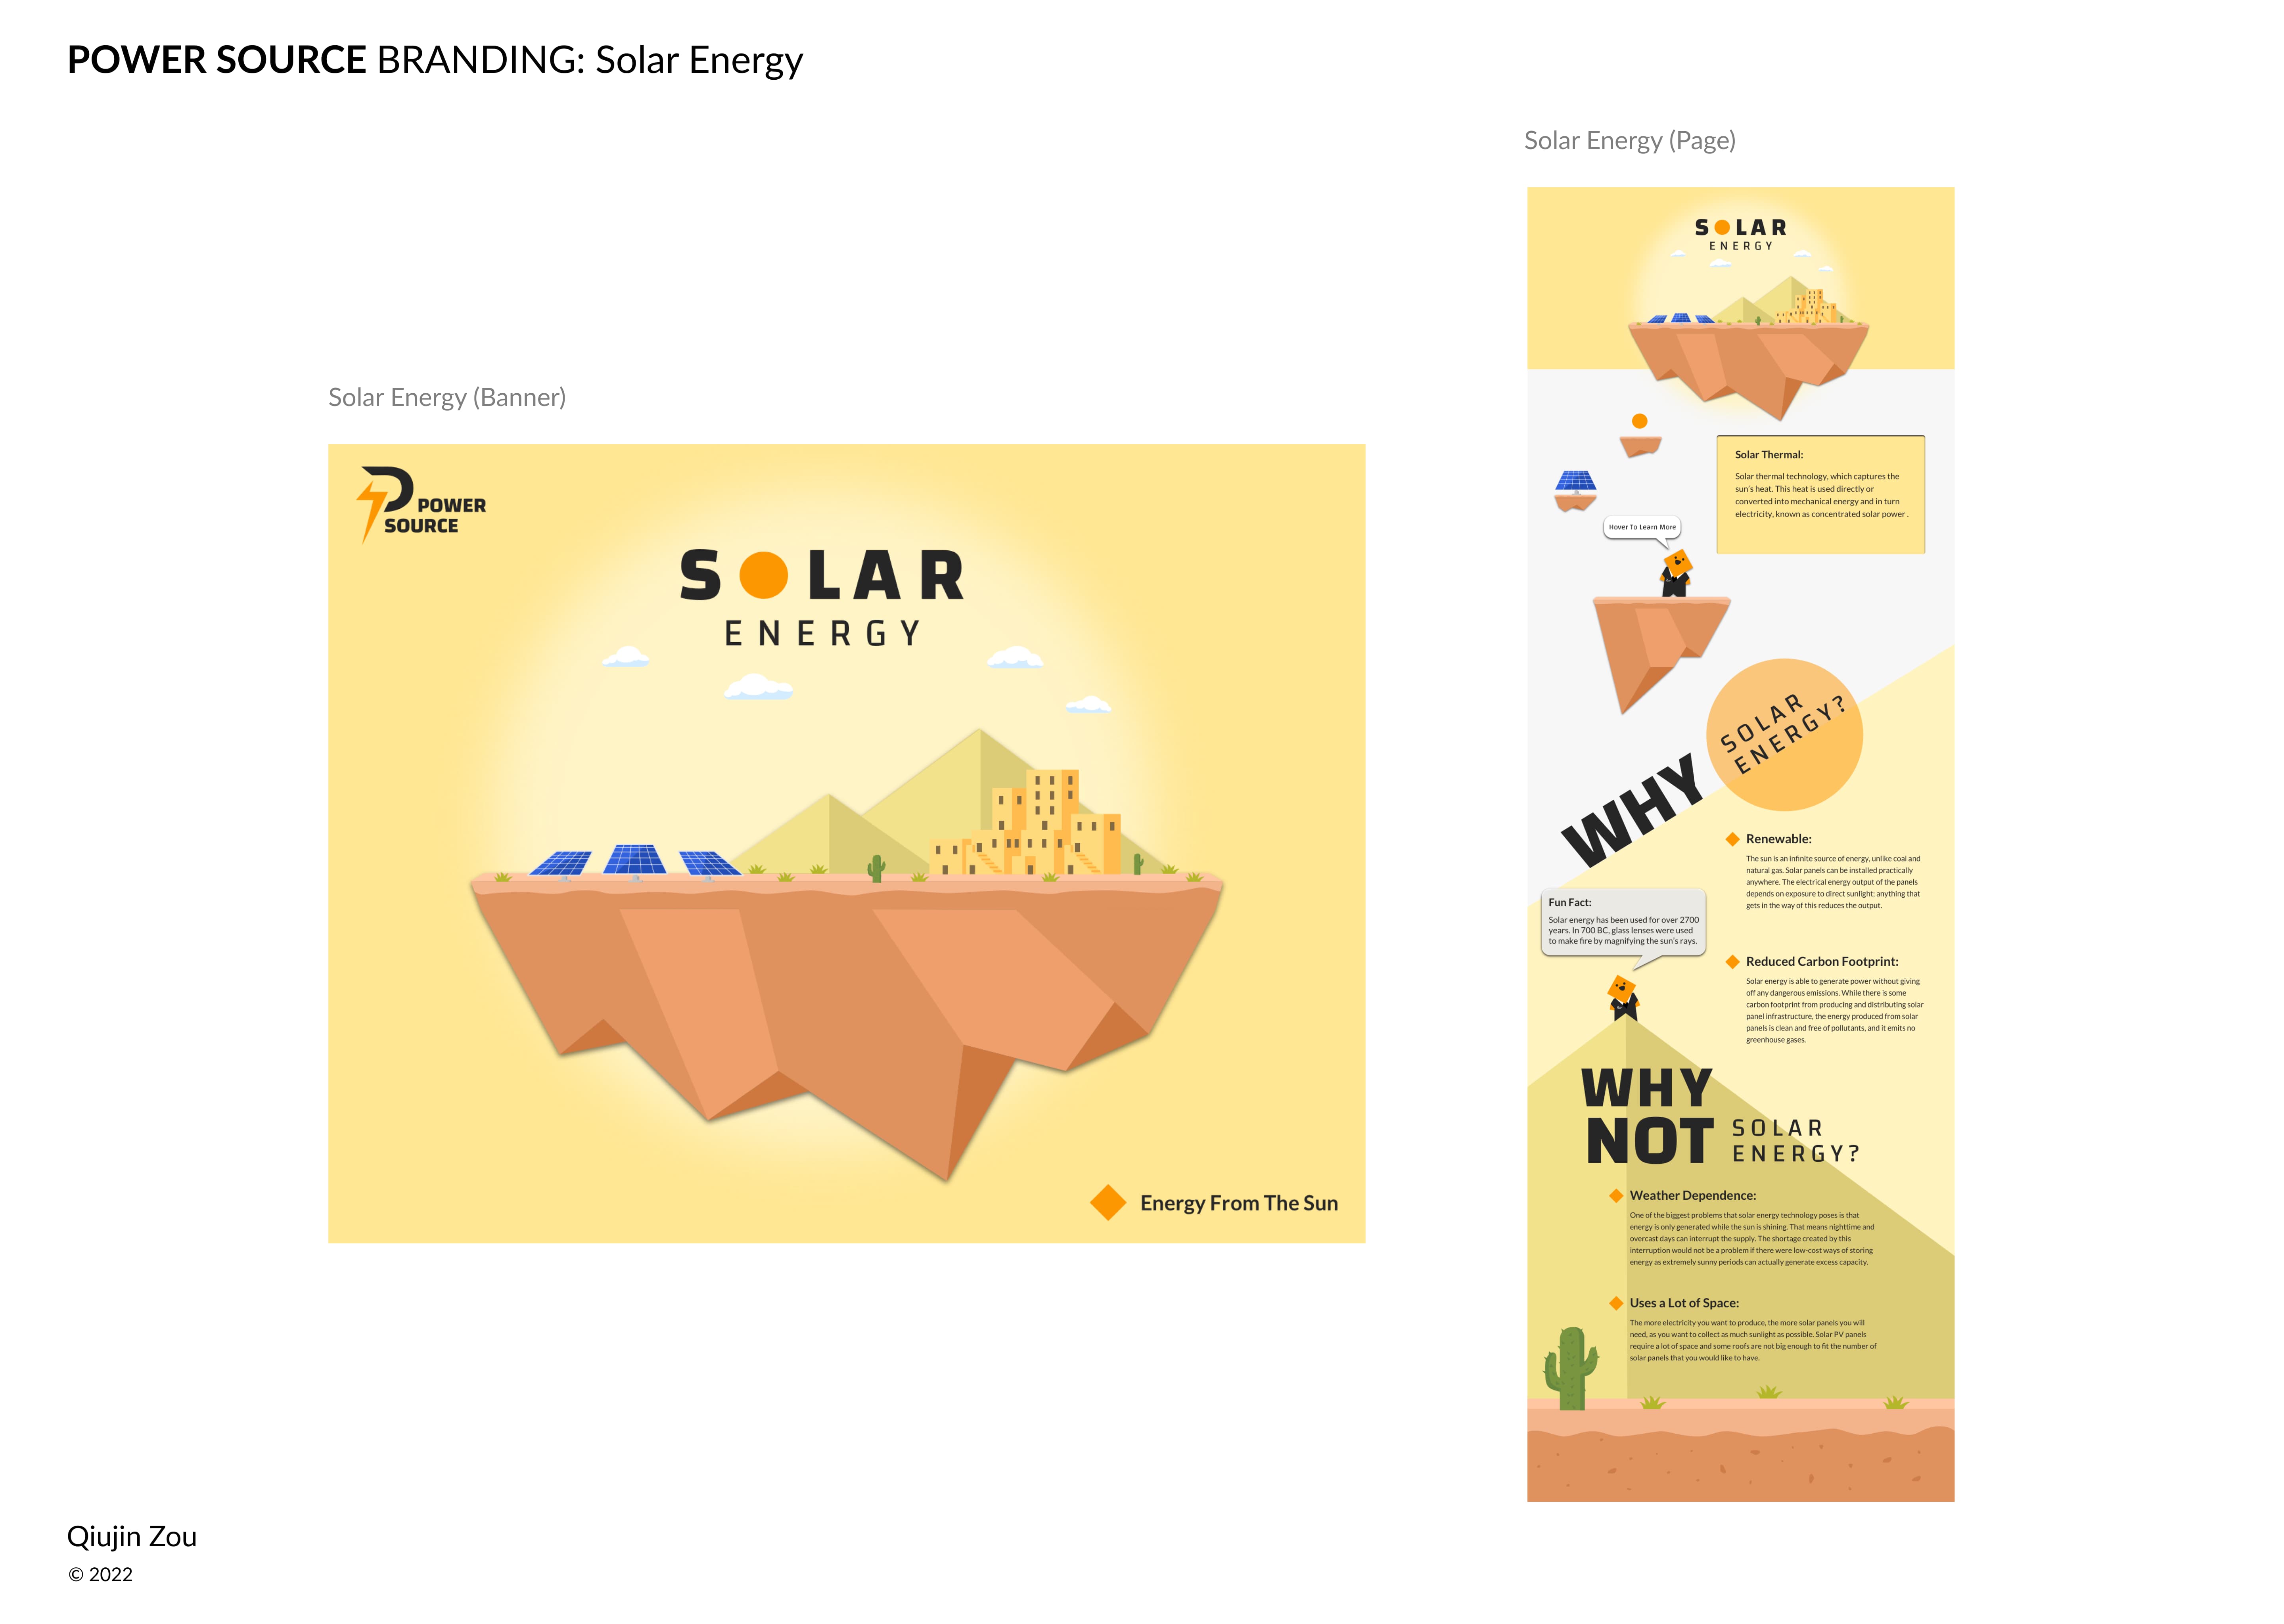 POWER SOURCE BRANDING: Solar Energy
Solar Energy (Banner)
POWER
SOURCE
SOLAR
ENERGY
Energy From The Sun
Solar Energy (Page)
SOLAR
ENERGY
Solar Thermal:
Solar thermal technology, which captures the
sun's heat. This heat is used directly or
converted into mechanical energy and in turn
electricity, known as concentrated solar power .
Hover To Learn More
WHY
SOLAR
ENERGY?
Renewable:
The sun is an infinite source of energy, unlike coal and
natural gas. Solar panels can be installed practically
anywhere. The electrical energy output of the panels
depends on exposure to direct sunlight; anything that
gets in the way of this reduces the output.
Fun Fact:
Solar energy has been used for over 2700
years. In 700 BC, glass lenses were used
to make fire by magnifying the sun's rays.
Reduced Carbon Footprint:
Solar energy is able to generate power without giving
off any dangerous emissions. While there is some
carbon footprint from producing and distributing solar
panel infrastructure, the energy produced from solar
panels is clean and free of pollutants, and it emits no
greenhouse gases.
WHY
NOT
SOLAR
ENERGY?
Weather Dependence:
One of the biggest problems that solar energy technology poses is that
energy is only generated while the sun is shining. That means nighttime and
overcast days can interrupt the supply. The shortage created by this
interruption would not be a problem if there were low-cost ways of storing
energy as extremely sunny periods can actually generate excess capacity.
Uses a Lot of Space:
The more electricity you want to produce, the more solar panels you will
need, as you want to collect as much sunlight as possible. Solar PV panels
require a lot of space and some roofs are not big enough to fit the number of
solar panels that you would like to have.
Qiujin Zou
© 2022